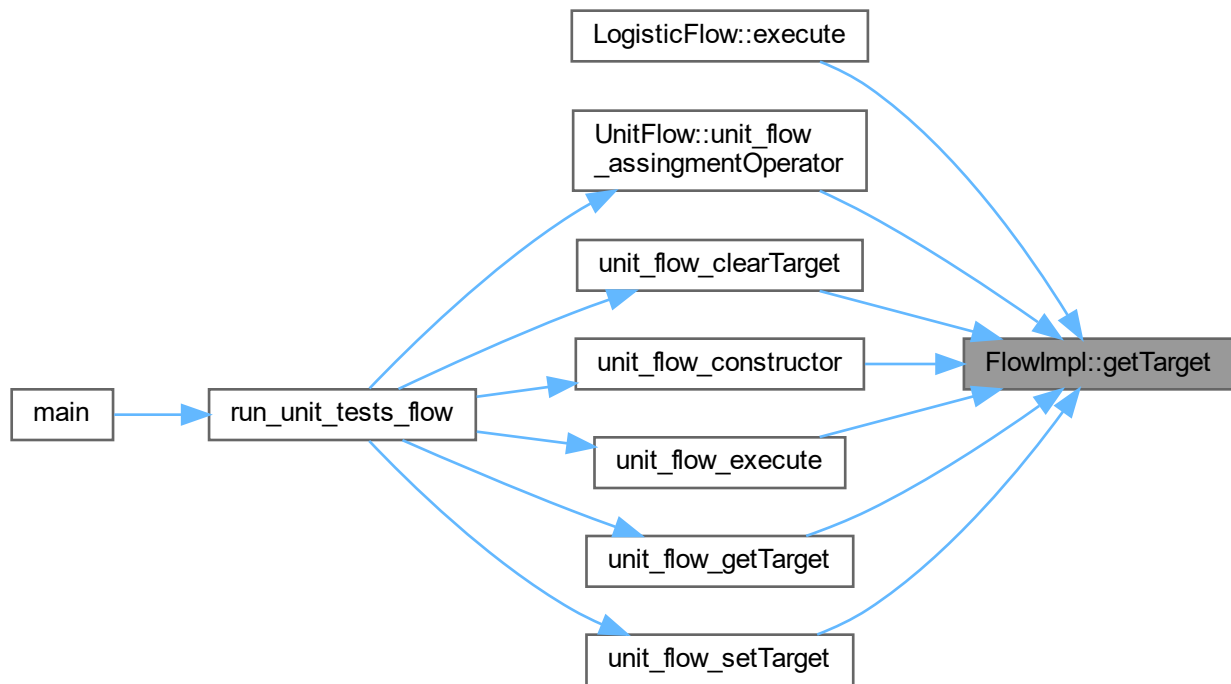 LogisticFlow::execute
UnitFlow::unit_flow
_assingmentOperator
unit_flow_clearTarget
unit_flow_constructor
FlowImpl::getTarget
main
run_unit_tests_flow
unit_flow_execute
unit_flow_getTarget
unit_flow_setTarget